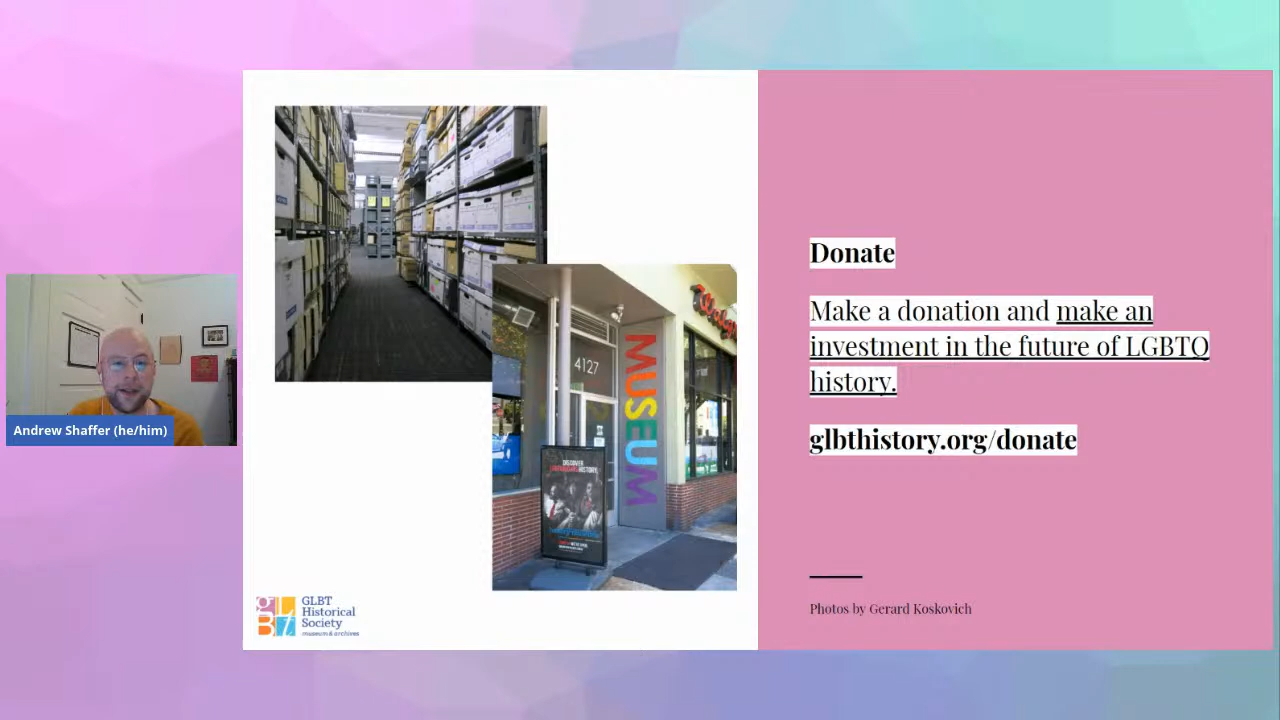 Andrew Shaffer (he/him)
4127
MUSEUM
DISCOVER
GLBT
Historical
Society
museum & archives
Donate
Make a donation and make an
investment in the future of LGBTQ
history.
glbthistory.org/donate
Photos by Gerard Koskovich